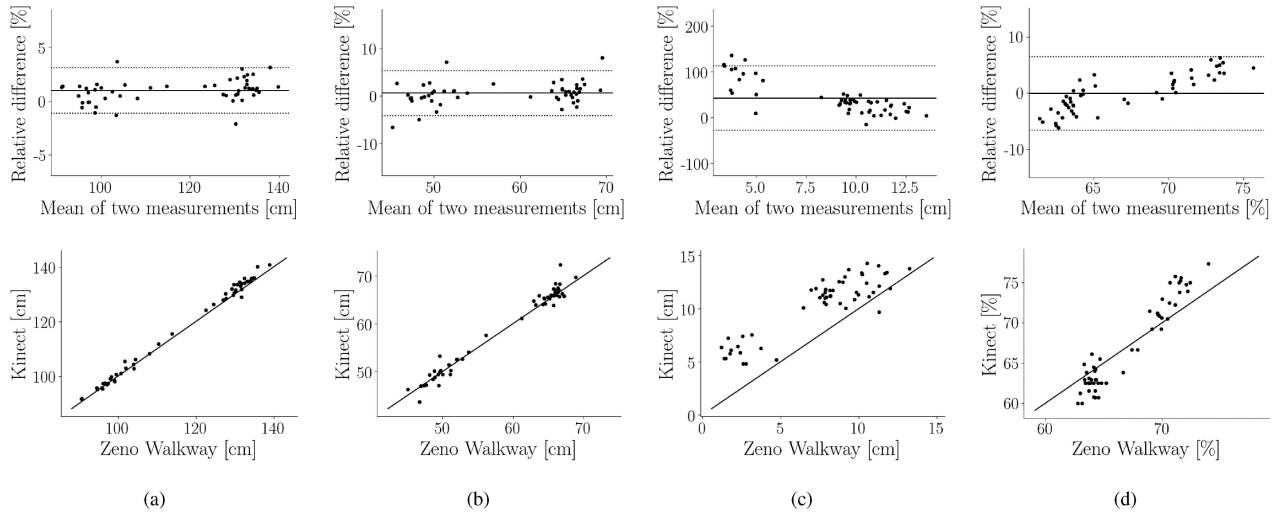 Relative difference [%]
5
0
-5
100
120
140
Mean of two measurements [cm]
Relative difference [%]
10
0
-10
50
60
70
Mean of two measurements [cm]
Relative difference [%]
200
100
0
-100
5.0
7.5
10.0
12.5
Mean of two measurements [cm]
Relative difference [%]
10
0
-10
65
70
75
Mean of two measurements [%]
Kinect [cm]
140
120
100
100
120
140
Zeno Walkway [cm]
Kinect [cm]
70
60
50
50
60
70
Zeno Walkway [cm]
Kinect [cm]
15
10
5
0
0
5
10
15
Zeno Walkway [cm]
Kinect [%]
75
70
65
60
60
70
Zeno Walkway [%]
(a)
(b)
(c)
(d)